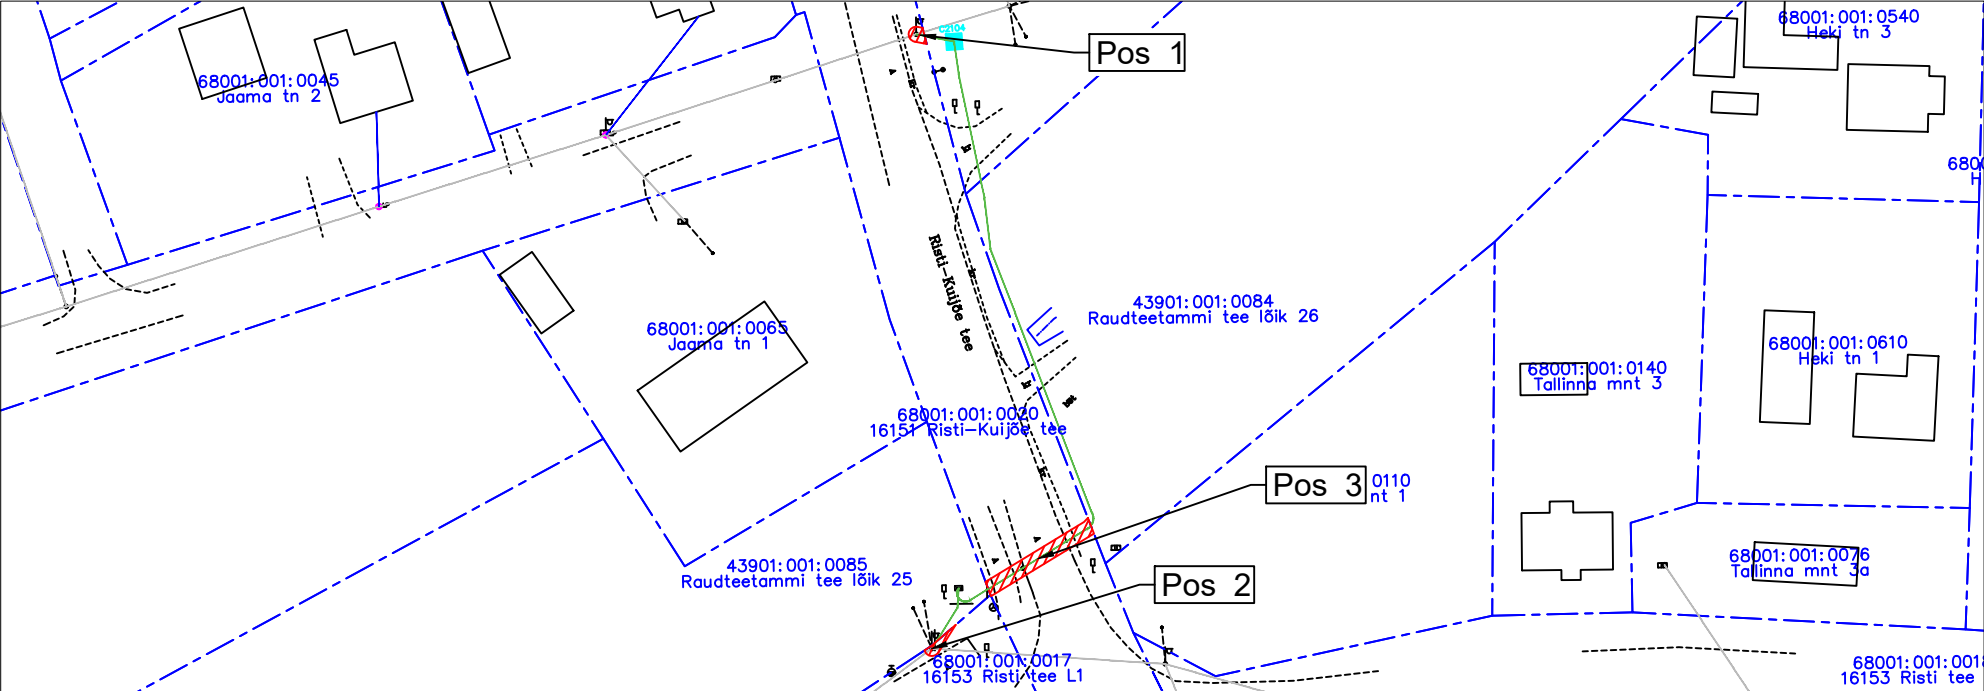 68001:001:0540
Heki tn 3
C2104
Pos 1
68001:001:0045
Jaama tn 2
Risti-Kuijõe tee
43901:001:0084
Raudteetammi tee lõik 26
68001:001:0065
Jaama tn 1
68001:001:0610
Heki tn 1
68001:001:0140
Tallinna mnt 3
68001:001:0020
16151 Risti-Kuijõe tee
Pos 3
0110
nt 1
43901:001:0085
Raudteetammi tee lõik 25
68001:001:0076
Tallinna mnt 3a
Pos 2
68001:001:0017
16153 Risti tee L1
68001:001:001
16153 Risti tee